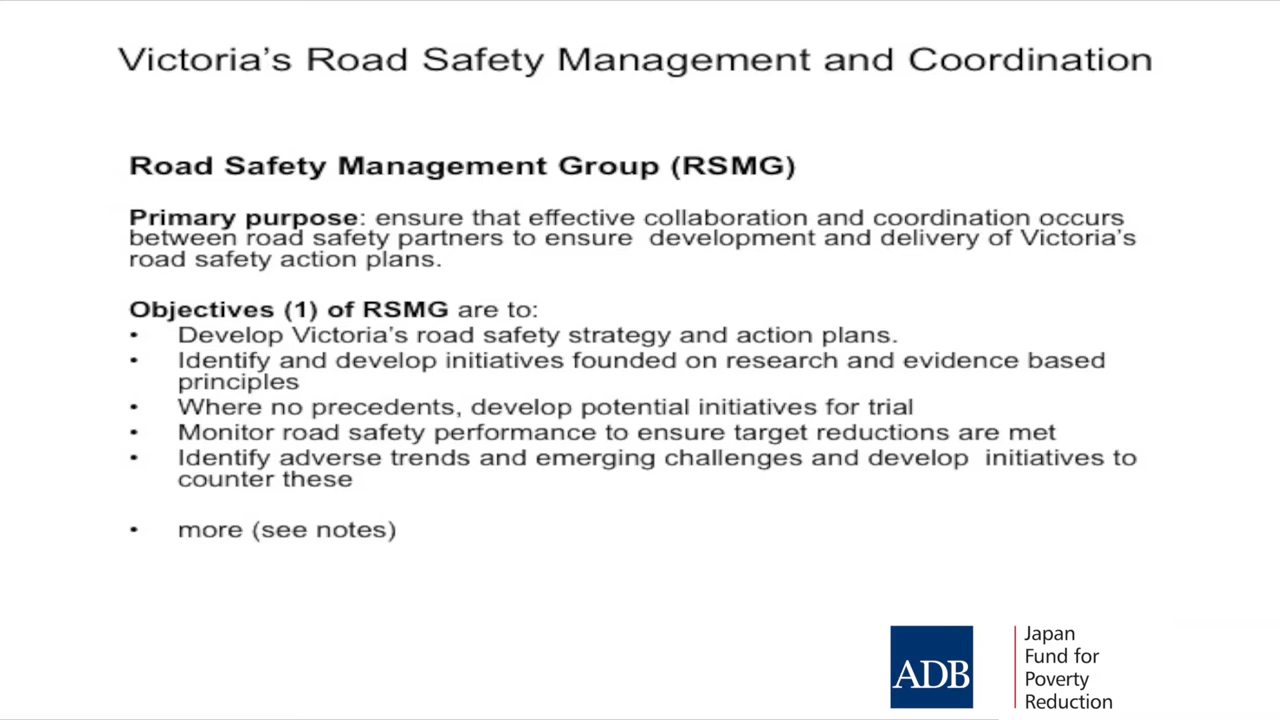 Victoria's Road Safety Management and Coordination
Road Safety Management Group (RSMG)
Primary purpose: ensure that effective collaboration and coordination occurs
between road safety partners to ensure  development and delivery of Victoria's
road safety action plans.
Objectives (1) of RSMG are to:
• Develop Victoria's road safety strategy and action plans.
• Identify and develop initiatives founded on research and evidence based
principles
• Where no precedents, develop potential initiatives for trial
• Monitor road safety performance to ensure target reductions are met
• Identify adverse trends and emerging challenges and develop  initiatives to
counter these
• more (see notes)
ADB
Japan
Fund for
Poverty
Reduction